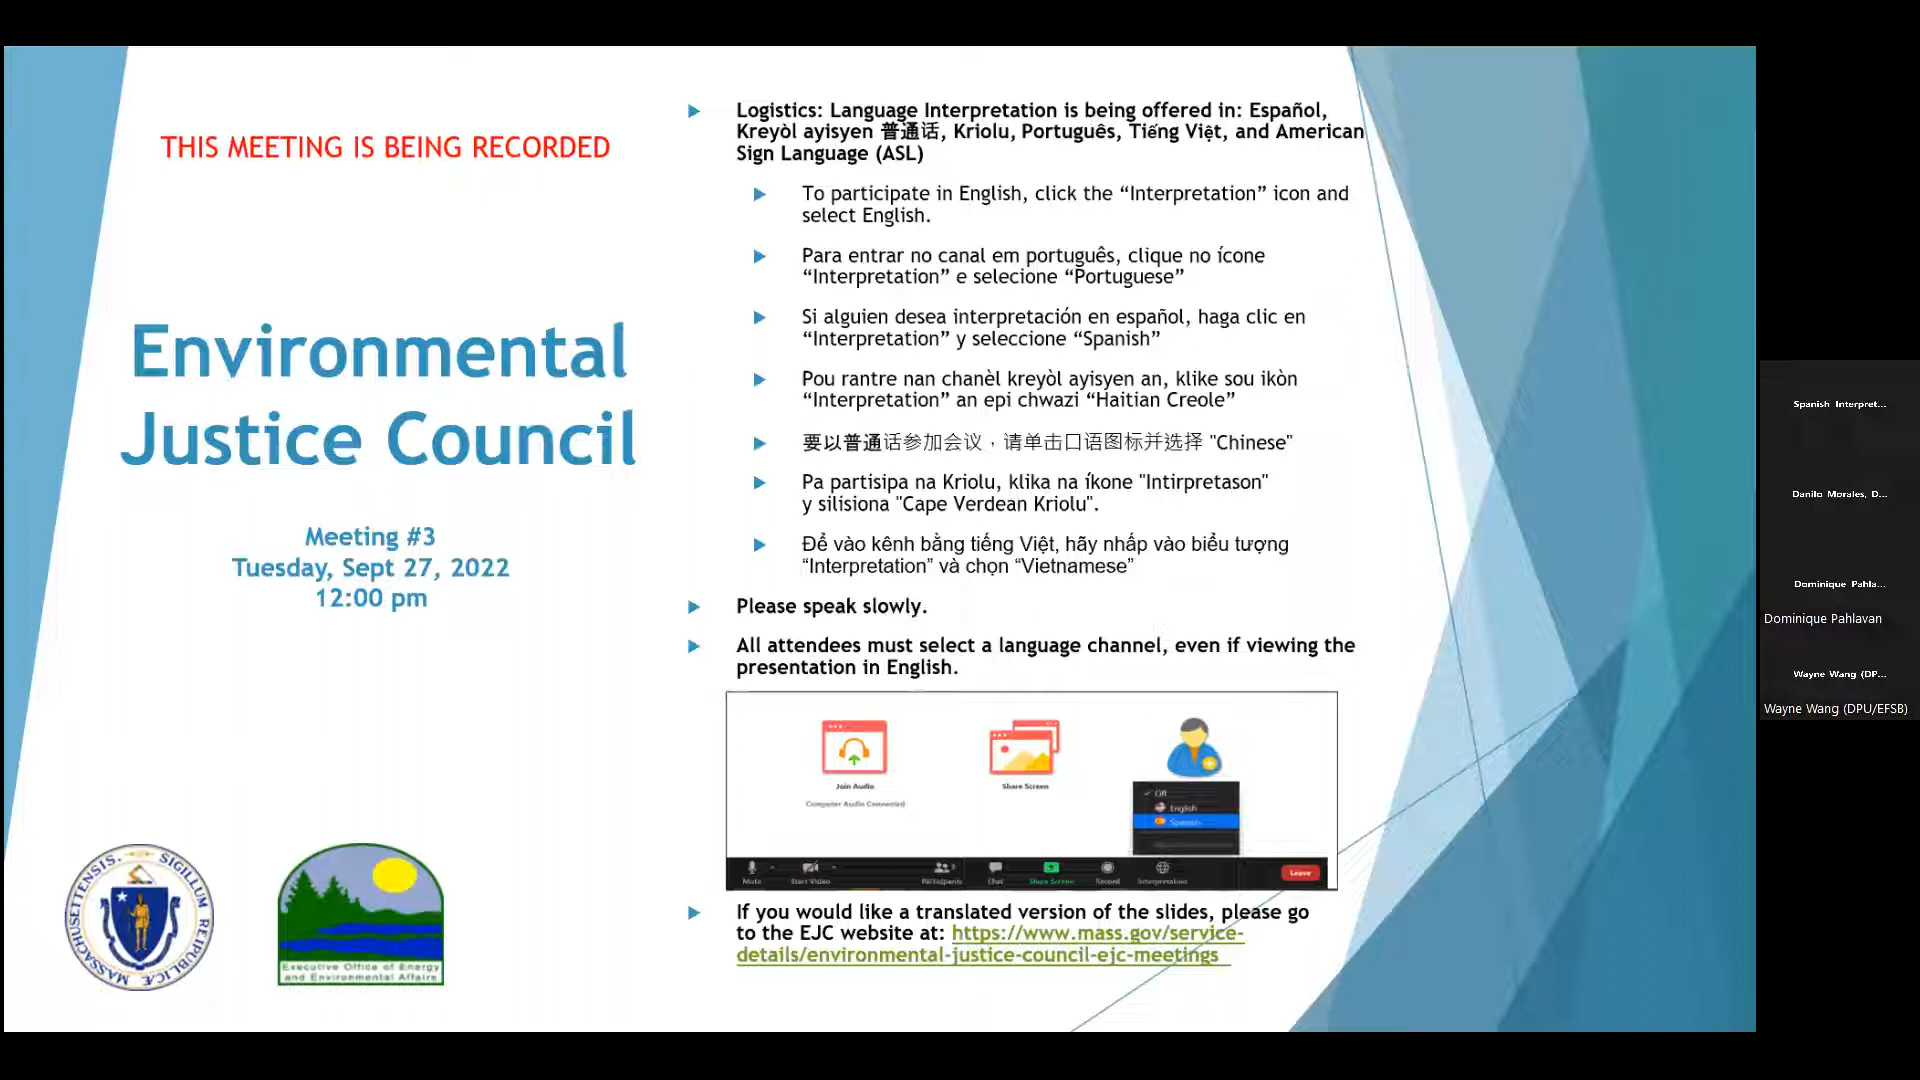 THIS MEETING IS BEING RECORDED
Environmental
Justice Council
Meeting #3
Tuesday, Sept 27, 2022
12:00 pm
SIGILLUM REIPUBLICÆ MASSACHUSETTENSIS.
Executive Office of Energy
and Environmental Affairs
Logistics: Language Interpretation is being offered in: Español,
Kreyòl ayisyen 普通话, Kriolu, Português, Tiếng Việt, and American
Sign Language (ASL)
To participate in English, click the “Interpretation” icon and
select English.
Para entrar no canal em português, clique no ícone
“Interpretation” e selecione “Portuguese”
Si alguien desea interpretación en español, haga clic en
“Interpretation” y seleccione “Spanish”
Pou rantre nan chanèl kreyòl ayisyen an, klike sou ikòn
“Interpretation” an epi chwazi “Haitian Creole”
要以普通话参加会议，请单击口语图标并选择 "Chinese"
Pa partisipa na Kriolu, klika na íkone "Intirpretason"
y silisiona "Cape Verdean Kriolu".
Để vào kênh bằng tiếng Việt, hãy nhấp vào biểu tượng
“Interpretation” và chọn “Vietnamese”
Please speak slowly.
All attendees must select a language channel, even if viewing the
presentation in English.
Join Audio
Computer Audio Connected
Share Screen
Off
English
Spanish
Mute
Start Video
Participants
Chat
Share Screen
Record
Interpretation
Leave
If you would like a translated version of the slides, please go
to the EJC website at: https://www.mass.gov/service-
details/environmental-justice-council-ejc-meetings
Spanish Interpret...
Danilo Morales, D...
Dominique Pahla...
Dominique Pahlavan
Wayne Wang (DP...
Wayne Wang (DPU/EFSB)